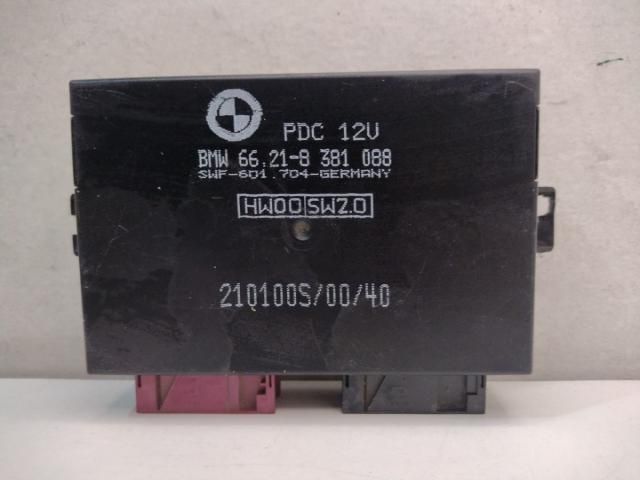 PDC 12V
BMW 66.21-8 381 088
SWF-601.704-GERMANY
HW00 SW2.0
210100S/00/40